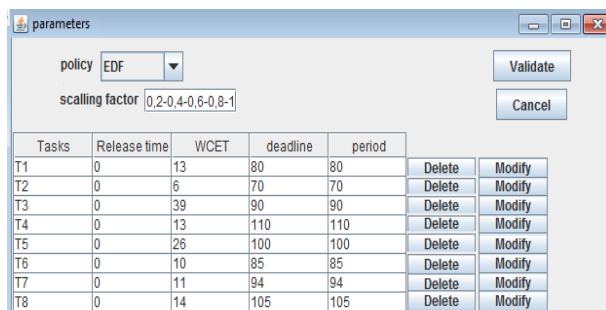 parameters
policy EDF Validate
scalling factor 0,2-0,4-0,6-0,8-1 Cancel
Tasks Release time WCET deadline period
T1 0 13 80 80 Delete Modify
T2 0 6 70 70 Delete Modify
T3 0 39 90 90 Delete Modify
T4 0 13 110 110 Delete Modify
T5 0 26 100 100 Delete Modify
T6 0 10 85 85 Delete Modify
T7 0 11 94 94 Delete Modify
T8 0 14 105 105 Delete Modify